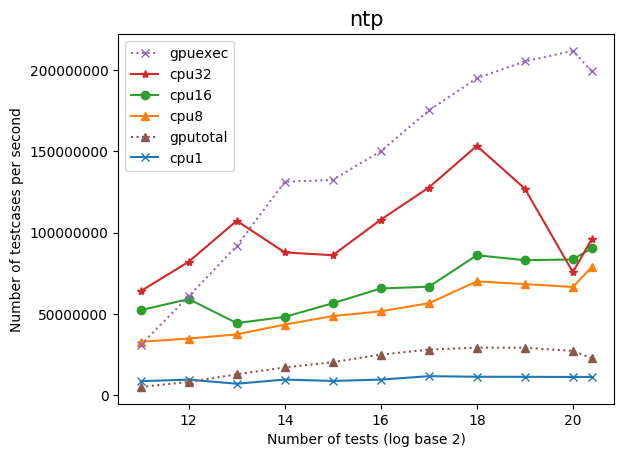 ntp
gpuexec
cpu32
cpu16
cpu8
gputotal
cpu1
200000000
150000000
100000000
50000000
0
Number of testcases per second
12 14 16 18 20
Number of tests (log base 2)